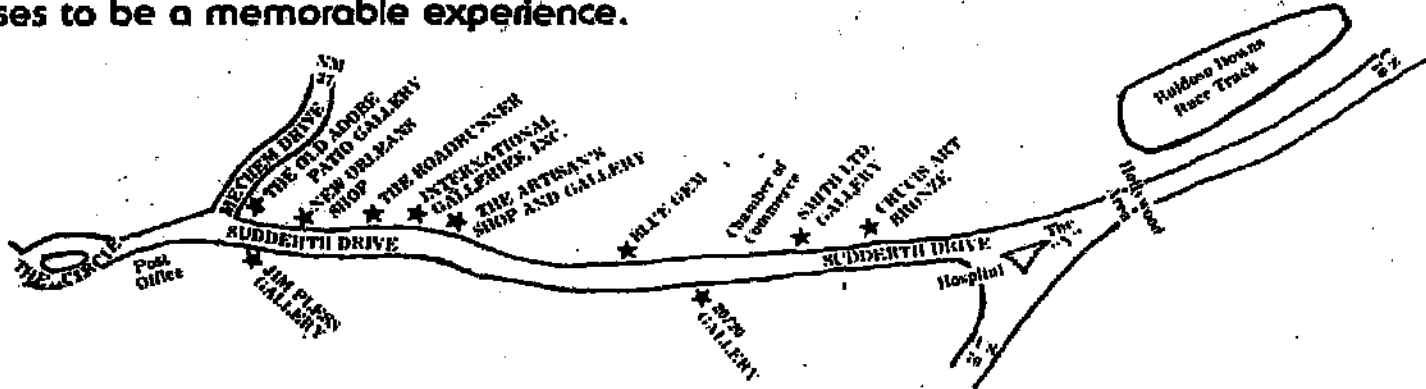 ses to be a memorable experience.
NM
37
MECHEM DRIVE
THE OLD ADOBE
PATIO GALLERY
NEW ORLEANS
SHOP
THE ROADRUNNER
INTERNATIONAL
GALLERIES, INC.
THE ARTISAN'S
SHOP AND GALLERY
BLUE GEM
Chamber of
Commerce
SMITH LTD.
GALLERY
CRUCIS ART
BRONZE
Ruidoso Downs
Race Track
Hollywood
Area
THE CIRCLE
Post
Office
SUDDERTH DRIVE
JIM PLESS
GALLERY
SUDDERTH DRIVE
20/20
GALLERY
Hospital
The
"Y"